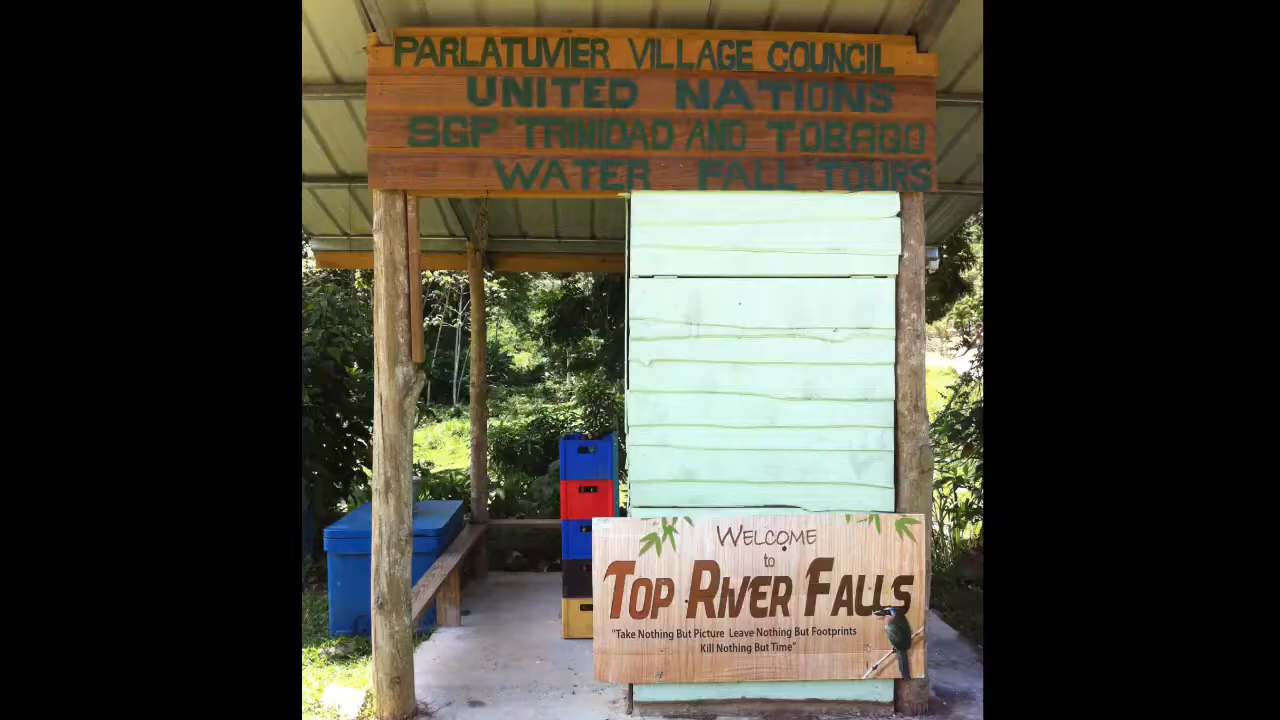 PARLATUVIER VILLAGE COUNCIL
UNITED NATIONS
SGP TRINIDAD AND TOBAGO
WATER FALL TOURS
WELCOME
to
TOP RIVER FALLS
"Take Nothing But Picture Leave Nothing But Footprints
Kill Nothing But Time"